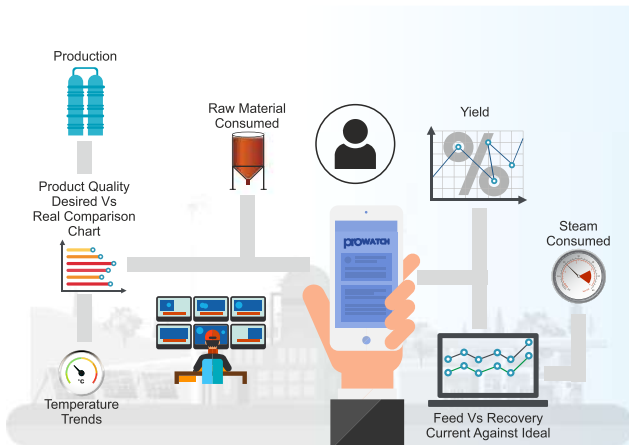 Production
Raw Material
Consumed
Yield
Product Quality
Desired Vs
Real Comparison
Chart
Steam
Consumed
proWATCH
°C
Temperature
Trends
Feed Vs Recovery
Current Against Ideal